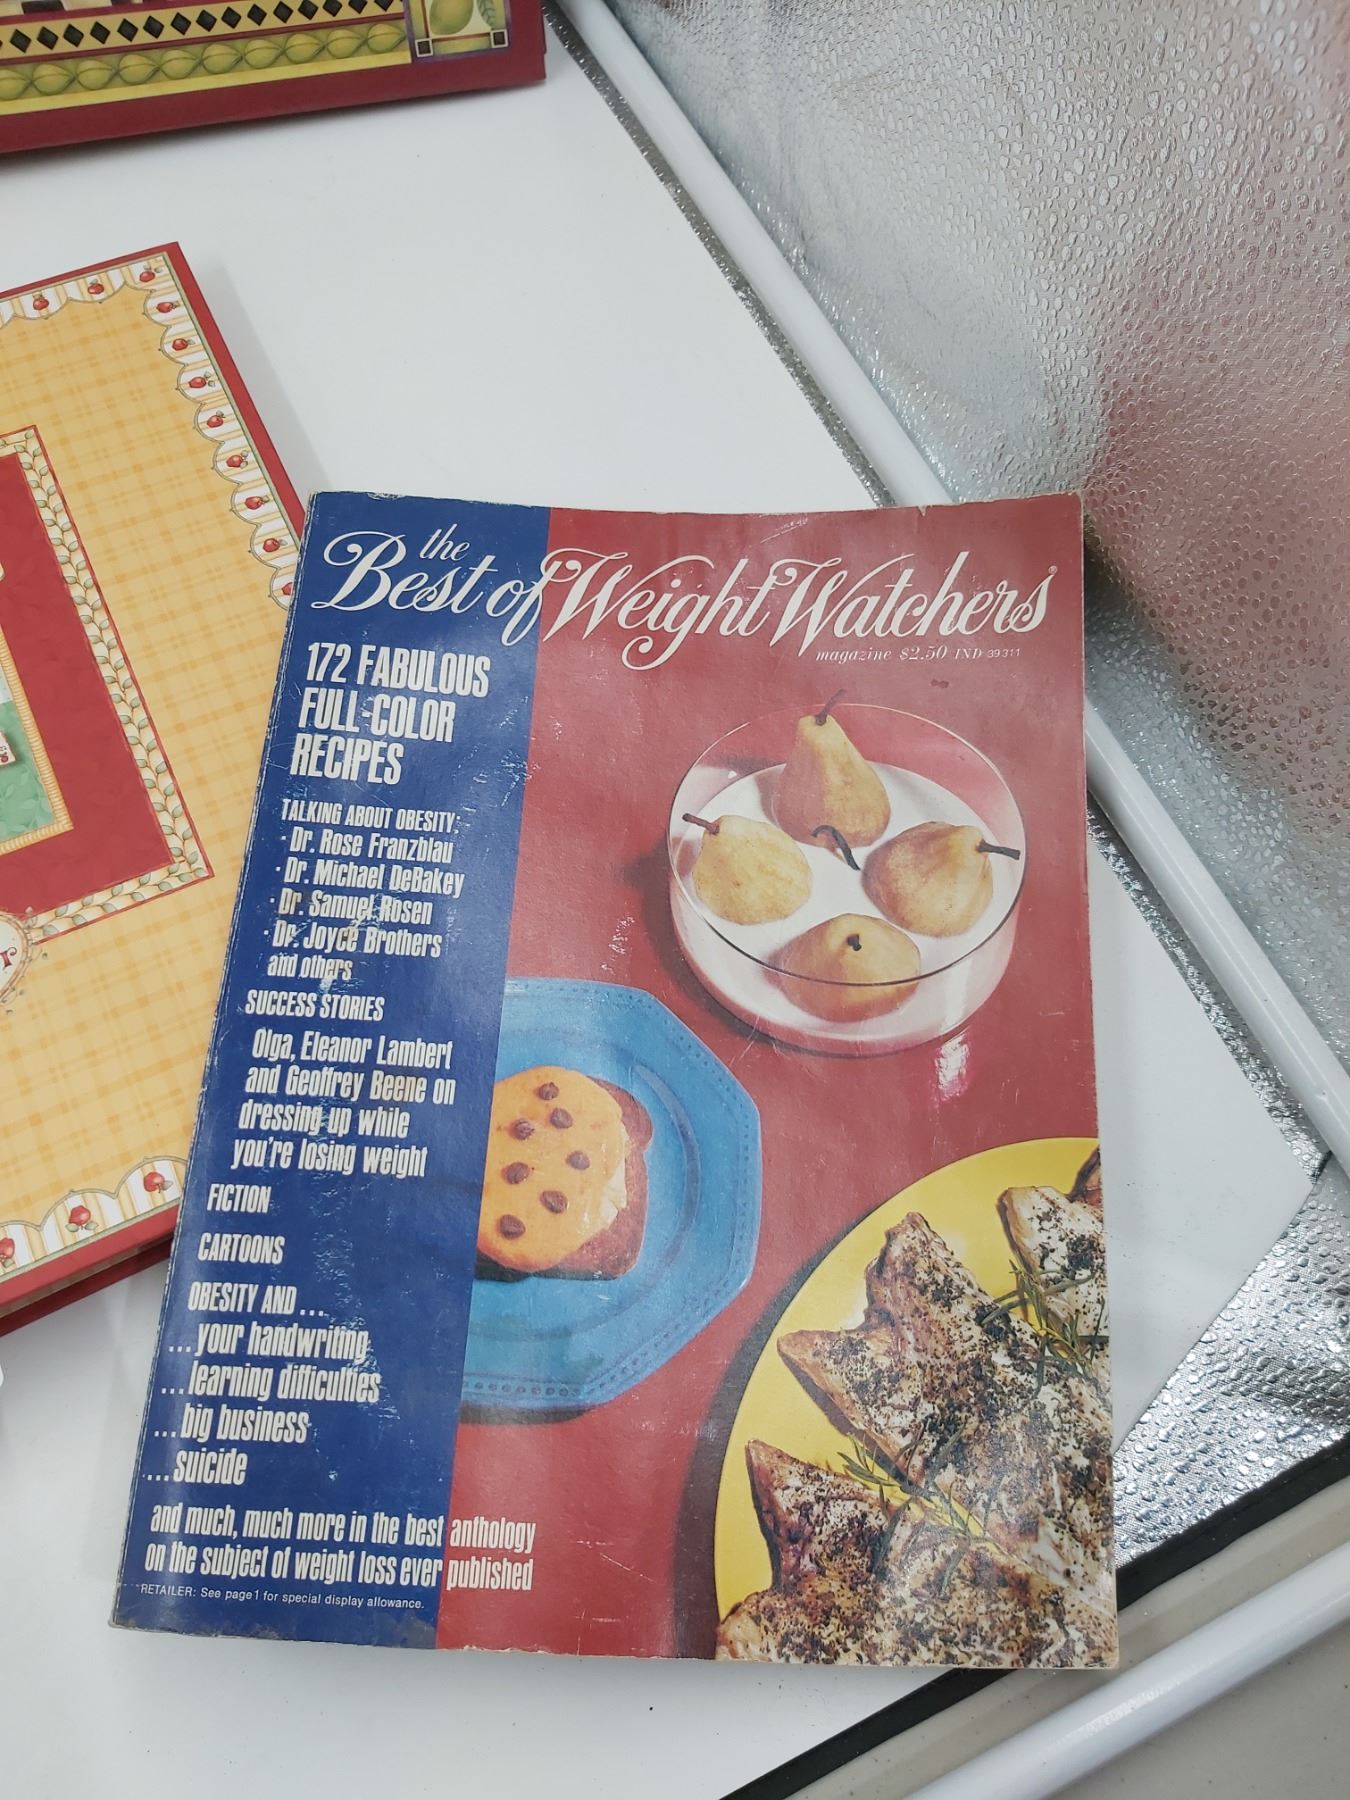 the
Best of Weight Watchers®
magazine $2.50 IND 39311
172 FABULOUS
FULL-COLOR
RECIPES
TALKING ABOUT OBESITY:
· Dr. Rose Franzblau
· Dr. Michael DeBakey
· Dr. Samuel Rosen
· Dr. Joyce Brothers
and others
SUCCESS STORIES
Olga, Eleanor Lambert
and Geoffrey Beene on
dressing up while
you're losing weight
FICTION
CARTOONS
OBESITY AND ...
...your handwriting
...learning difficulties
...big business
...suicide
and much, much more in the best anthology
on the subject of weight loss ever published
RETAILER: See page 1 for special display allowance.